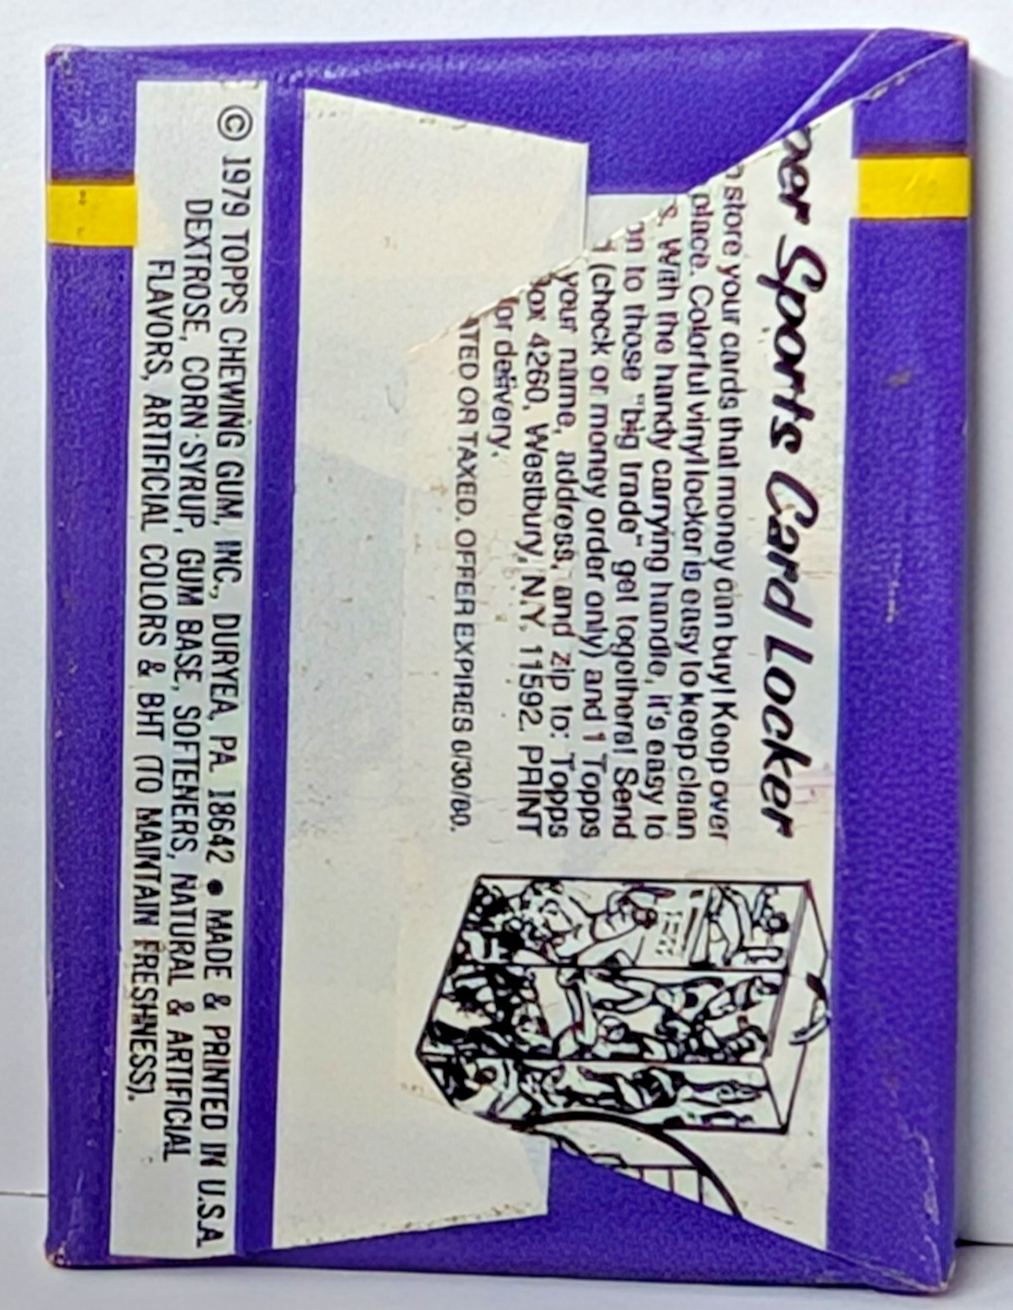 Sports Card Locker
store your cards that money can buy! Keep over
place. Colorful vinyl locker is easy to keep clean
With the handy carrying handle, it's easy to
to those "big trade" get togethers! Send
(check or money order only) and 1 Topps
your name, address, and zip to: Topps
4260, Westbury, N.Y. 11592. PRINT
for delivery.
OR TAXED. OFFER EXPIRES 6/30/80.
© 1979 TOPPS CHEWING GUM, INC., DURYEA, PA. 18642 • MADE & PRINTED IN U.S.A.
DEXTROSE, CORN SYRUP, GUM BASE, SOFTENERS, NATURAL & ARTIFICIAL
FLAVORS, ARTIFICIAL COLORS & BHT (TO MAINTAIN FRESHNESS).